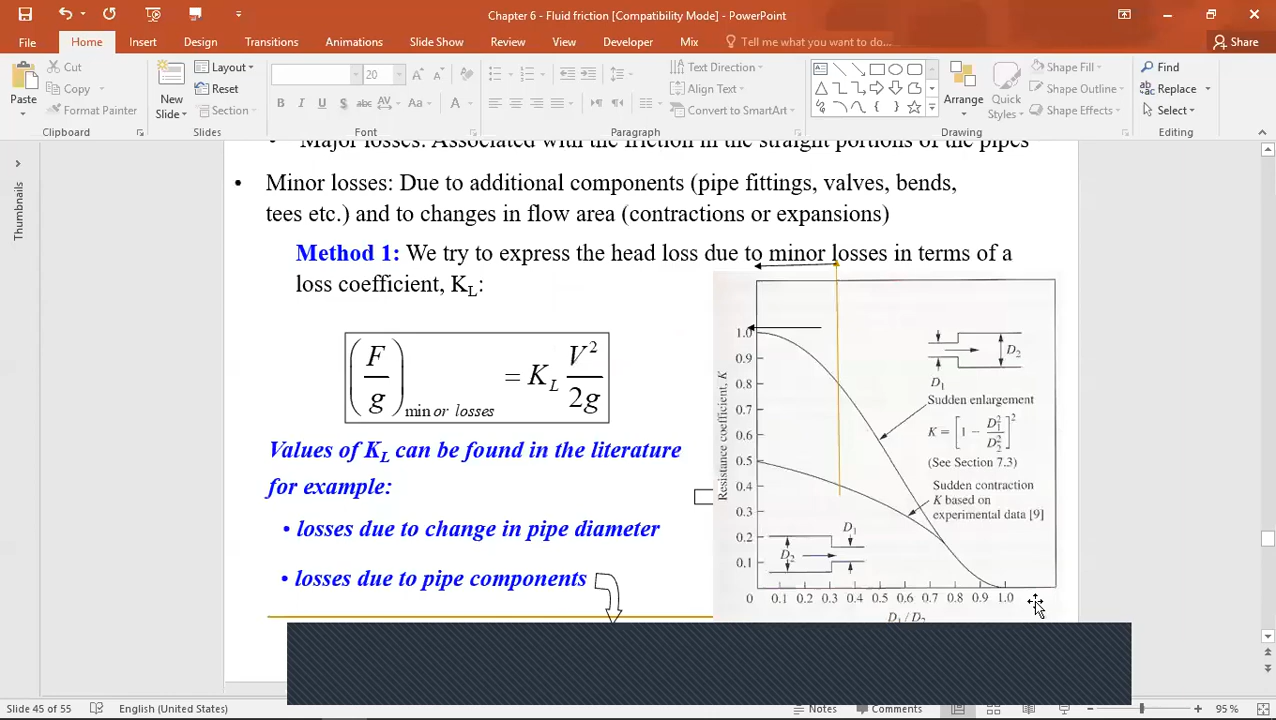 Chapter 6 - Fluid friction [Compatibility Mode] - PowerPoint
File Home Insert Design Transitions Animations Slide Show Review View Developer Mix Tell me what you want to do... Share
Paste Cut Copy Format Painter Clipboard
New Slide Layout Reset Section Slides
20 Font
B I U S abc AV Aa A
Text Direction Align Text Convert to SmartArt Paragraph
Arrange Quick Styles Shape Fill Shape Outline Shape Effects Drawing
Find Replace Select Editing
Thumbnails
• Major losses: Associated with the friction in the straight portions of the pipes
• Minor losses: Due to additional components (pipe fittings, valves, bends,
tees etc.) and to changes in flow area (contractions or expansions)
Method 1: We try to express the head loss due to minor losses in terms of a
loss coefficient, K_L:
(F/g) min or losses = K_L V²/2g
Values of K_L can be found in the literature
for example:
• losses due to change in pipe diameter
• losses due to pipe components
Resistance coefficient, K
1.0
0.9
0.8
0.7
0.6
0.5
0.4
0.3
0.2
0.1
0 0.1 0.2 0.3 0.4 0.5 0.6 0.7 0.8 0.9 1.0
D₁/D₂
D₂
D₁
Sudden enlargement
K = [1 - D₁²/D₂²]²
(See Section 7.3)
Sudden contraction
K based on
experimental data [9]
D₁
D₂
Slide 45 of 55 English (United States) Notes Comments 95 %